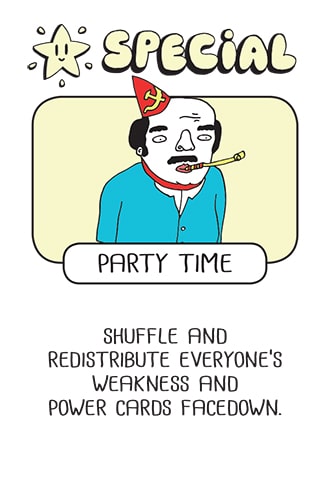 SPECIAL
PARTY TIME
SHUFFLE AND
REDISTRIBUTE EVERYONE'S
WEAKNESS AND
POWER CARDS FACEDOWN.